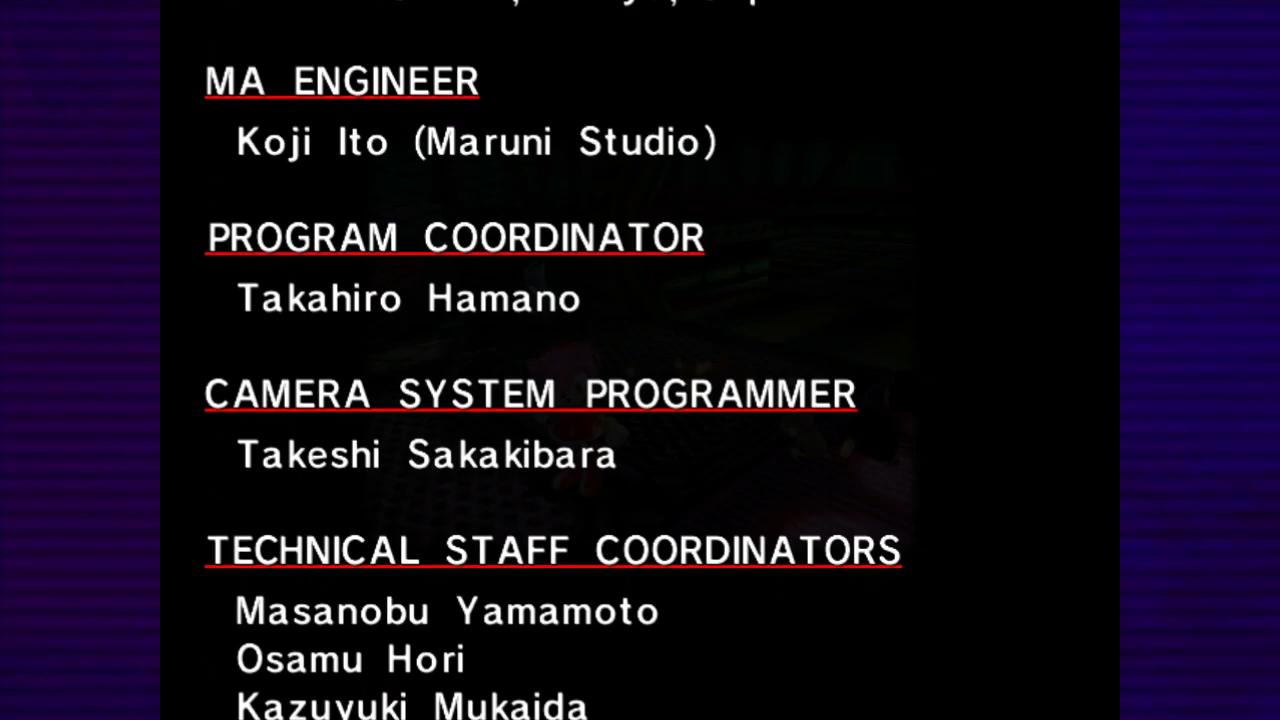 MA ENGINEER
Koji Ito (Maruni Studio)
PROGRAM COORDINATOR
Takahiro Hamano
CAMERA SYSTEM PROGRAMMER
Takeshi Sakakibara
TECHNICAL STAFF COORDINATORS
Masanobu Yamamoto
Osamu Hori
Kazuyuki Mukaida